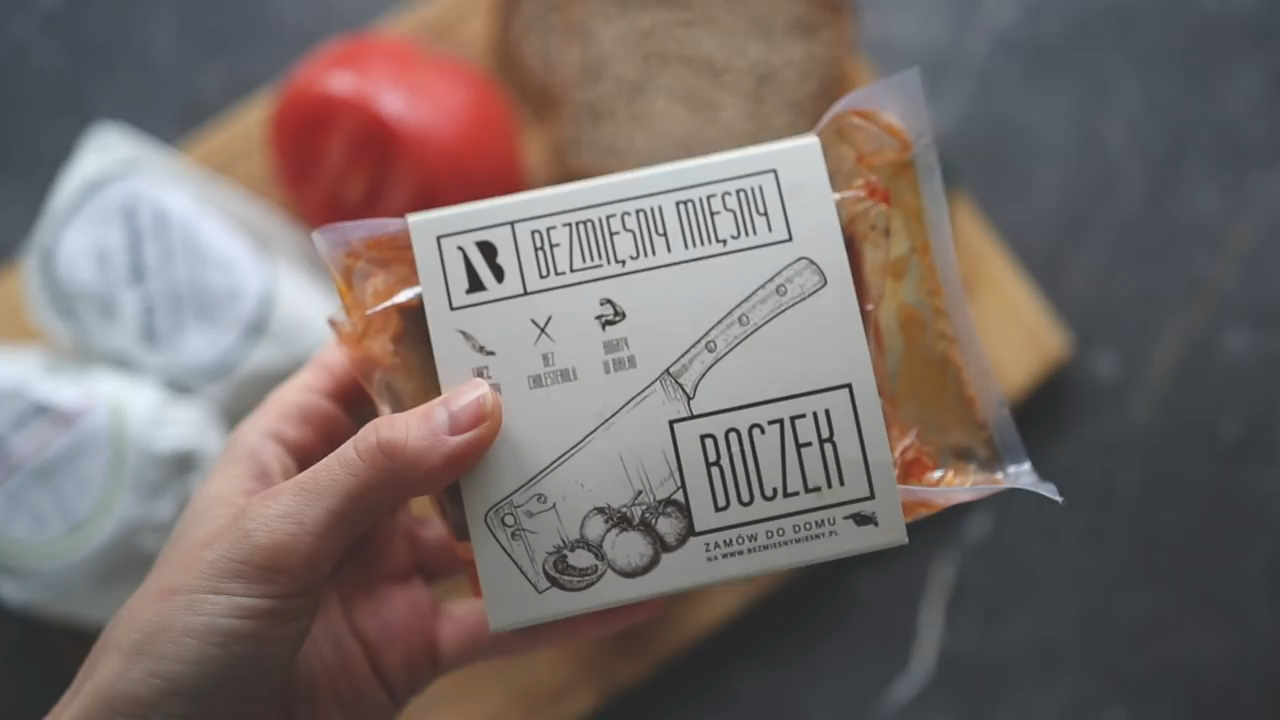 BEZMIĘSNY MIĘSNY
BEZ
CHOLESTEROLU
BOGATY
W BIAŁKO
BOCZEK
ZAMÓW DO DOMU
NA WWW.BEZMIESNYMIESNY.PL